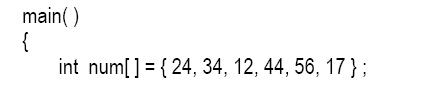 main( )
{
int num[ ] = { 24, 34, 12, 44, 56, 17 } ;